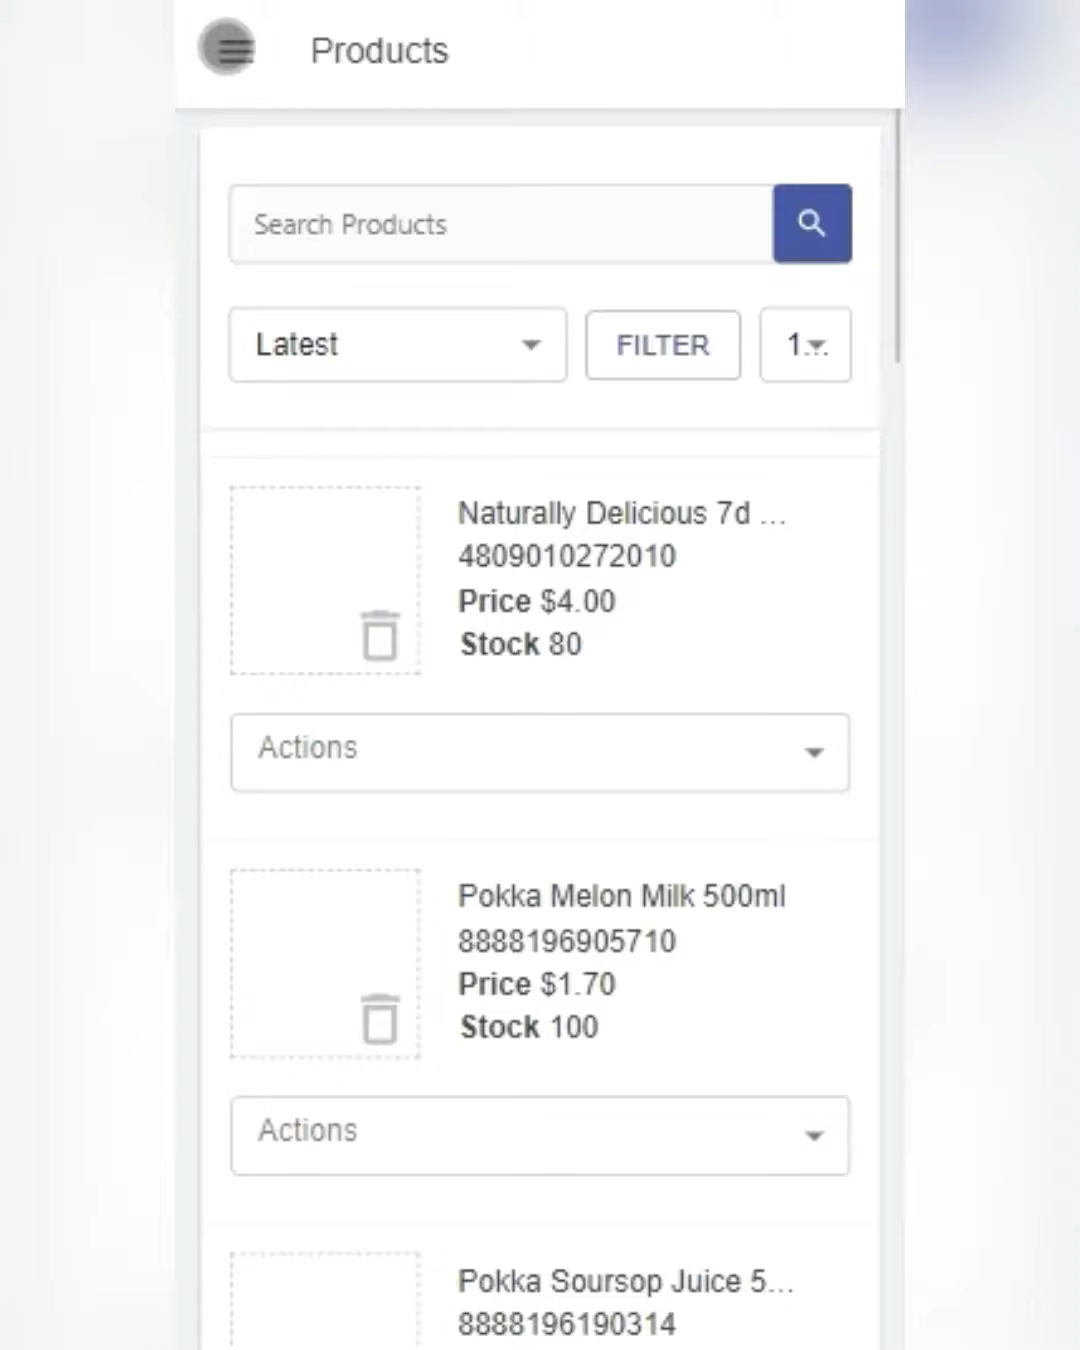 Products
Search Products
Latest
FILTER
1...
Naturally Delicious 7d ...
4809010272010
Price $4.00
Stock 80
Actions
Pokka Melon Milk 500ml
8888196905710
Price $1.70
Stock 100
Actions
Pokka Soursop Juice 5...
8888196190314